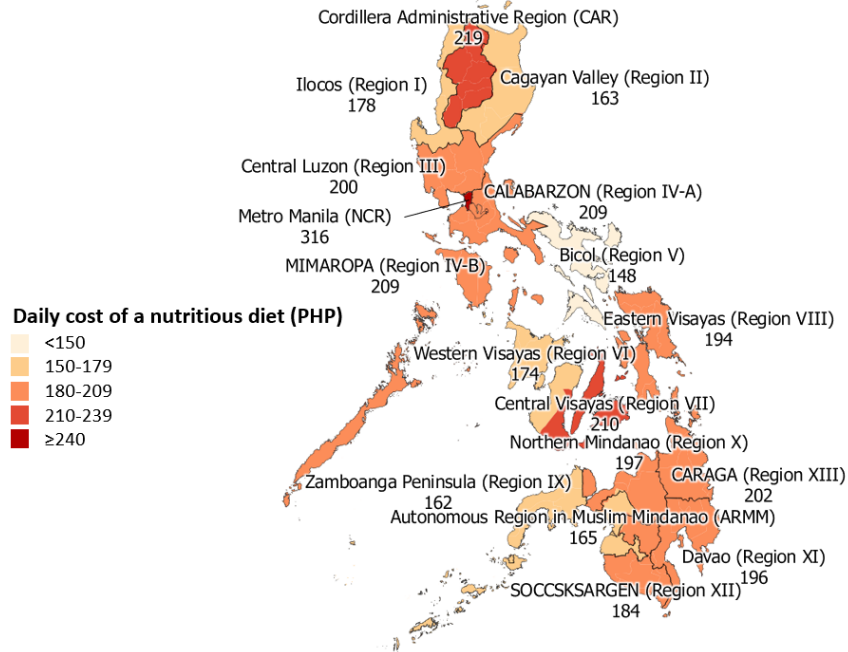 Cordillera Administrative Region (CAR)
219
Ilocos (Region I)
178
Cagayan Valley (Region II)
163
Central Luzon (Region III)
200
CALABARZON (Region IV-A)
209
Metro Manila (NCR)
316
Bicol (Region V)
148
MIMAROPA (Region IV-B)
209
Daily cost of a nutritious diet (PHP)
<150
150-179
180-209
210-239
≥240
Eastern Visayas (Region VIII)
194
Western Visayas (Region VI)
174
Central Visayas (Region VII)
210
Northern Mindanao (Region X)
197
CARAGA (Region XIII)
202
Zamboanga Peninsula (Region IX)
162
Autonomous Region in Muslim Mindanao (ARMM)
165
Davao (Region XI)
196
SOCCSKSARGEN (Region XII)
184